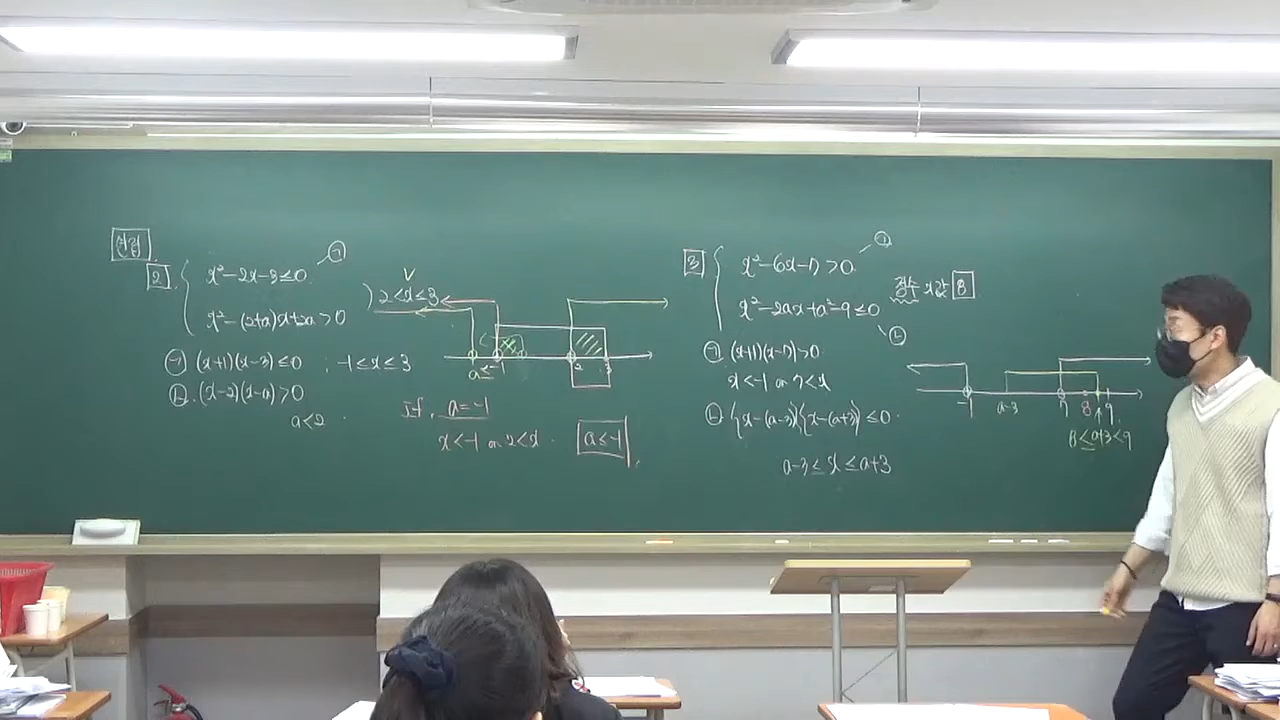 심화
2 x²-2x-3≤0 ㉠
x²-(2+a)x+2a>0
㉠ (x+1)(x-3)≤0 ; -1≤x≤3
㉡ (x-2)(x-a)>0
a<2
2<x≤3
a≤-1 2 3
if, a=-1
x<-1 or 2<x
a≤-1
3 x²-6x-7>0 ㉠
x²-2ax+a²-9≤0 ㉡
정수 x값 8
㉠ (x+1)(x-7)>0
x<-1 or 7<x
㉡ {x-(a-3)}{x-(a+3)}≤0
a-3≤x≤a+3
-1 a-3 7 8 9
8≤a+3<9